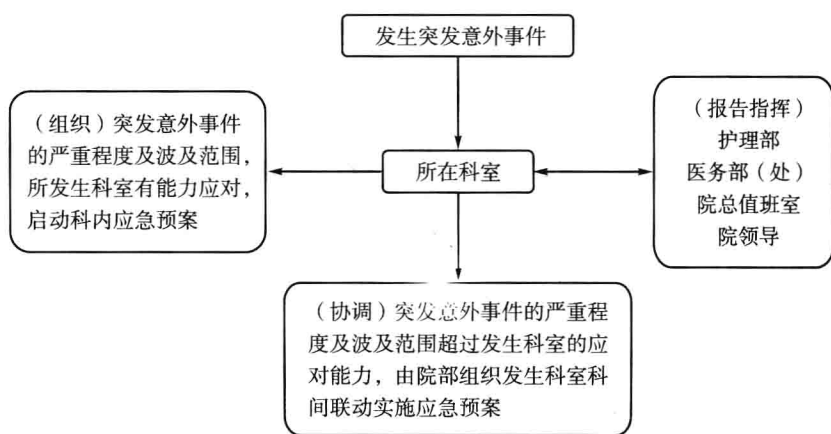 发生突发意外事件
（组织）突发意外事件
的严重程度及波及范围，
所发生科室有能力应对，
启动科内应急预案
所在科室
（报告指挥）
护理部
医务部（处）
院总值班室
院领导
（协调）突发意外事件的严重程
度及波及范围超过发生科室的应
对能力，由院部组织发生科室科
间联动实施应急预案